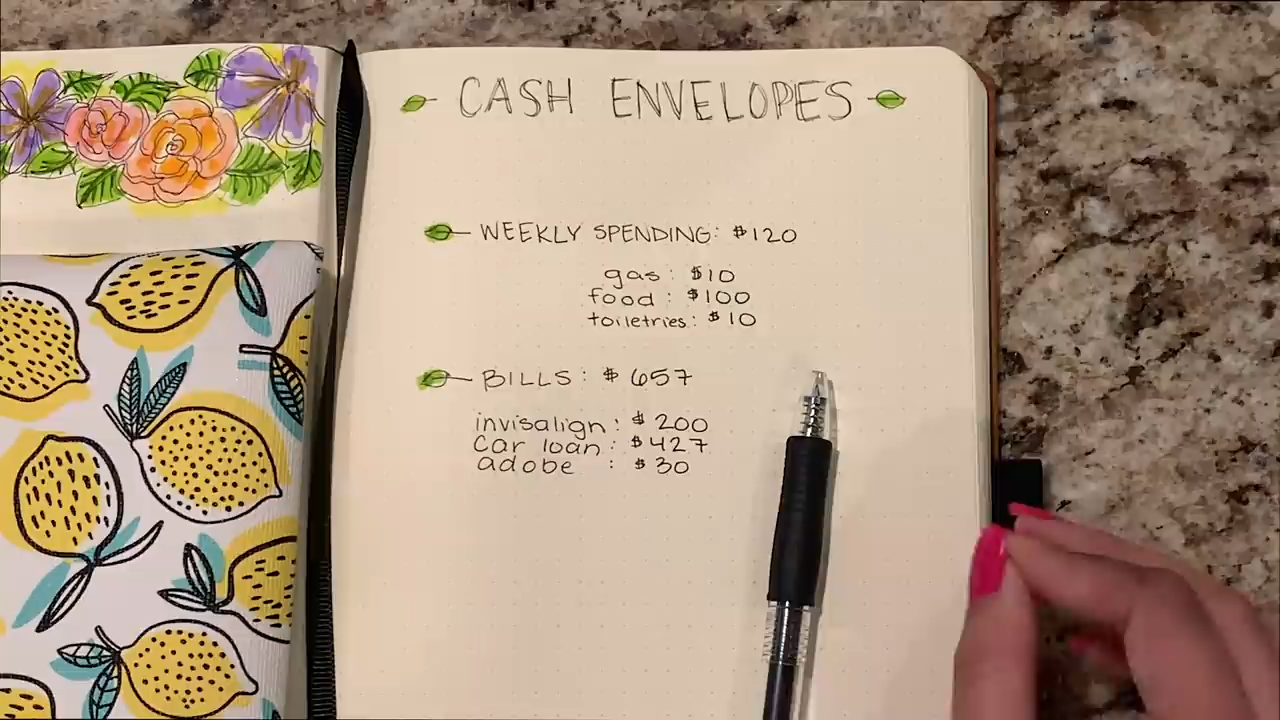 CASH ENVELOPES
WEEKLY SPENDING: $120
gas: $10
food: $100
toiletries: $10
BILLS: $657
invisalign: $200
car loan: $427
adobe : $30